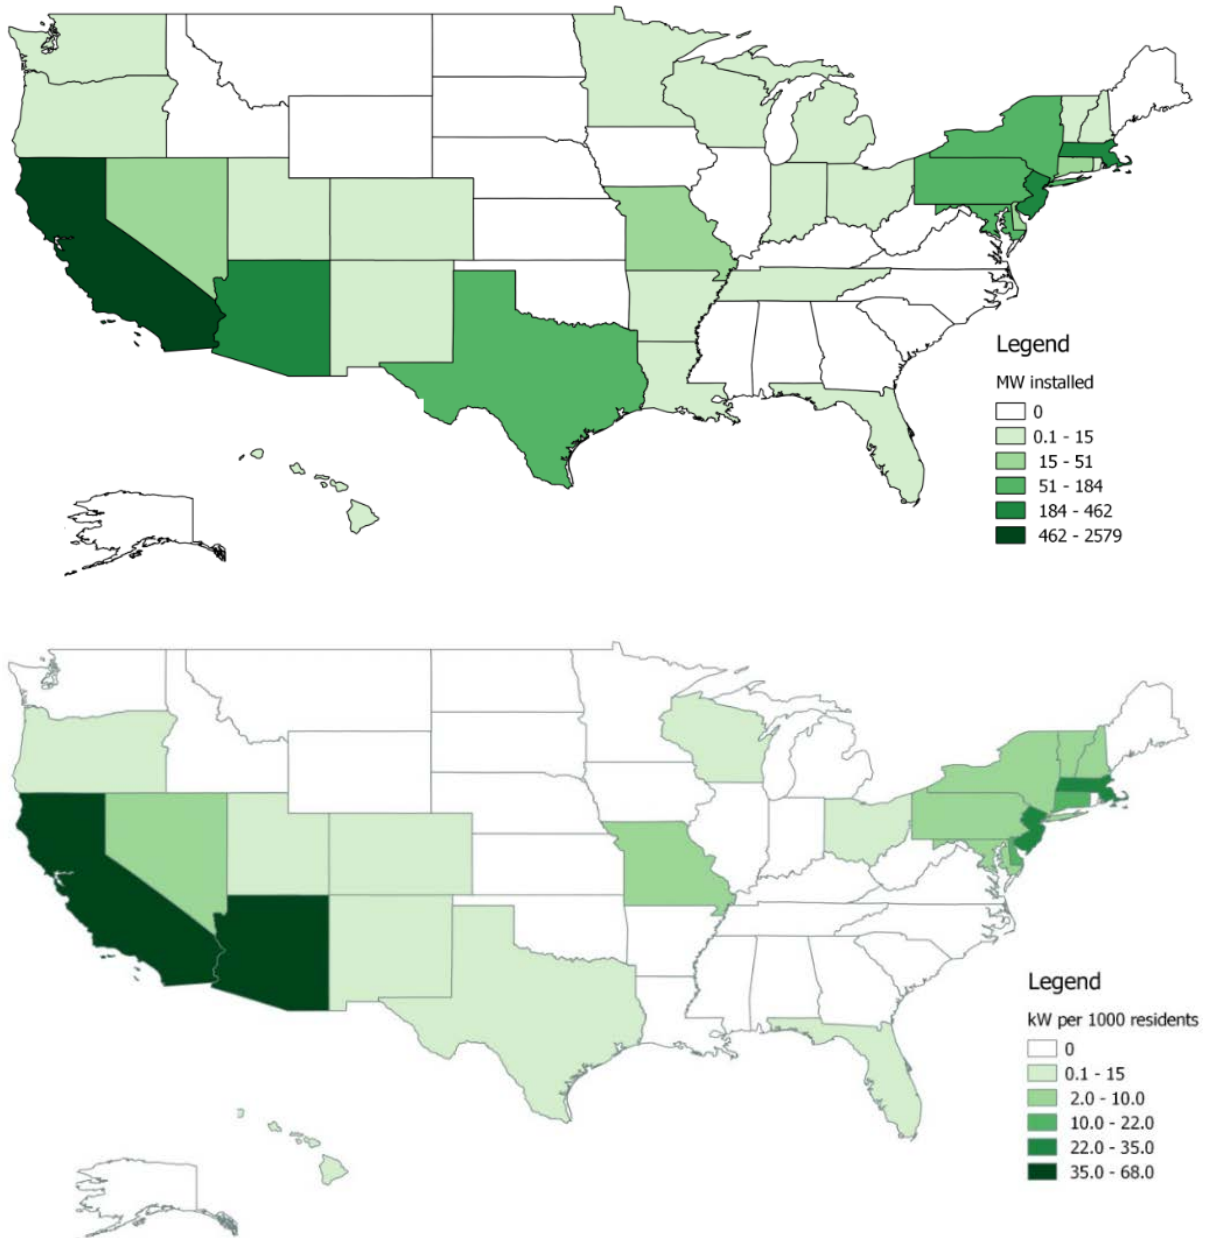 Legend
MW installed
0
0.1 - 15
15 - 51
51 - 184
184 - 462
462 - 2579
Legend
kW per 1000 residents
0
0.1 - 15
2.0 - 10.0
10.0 - 22.0
22.0 - 35.0
35.0 - 68.0